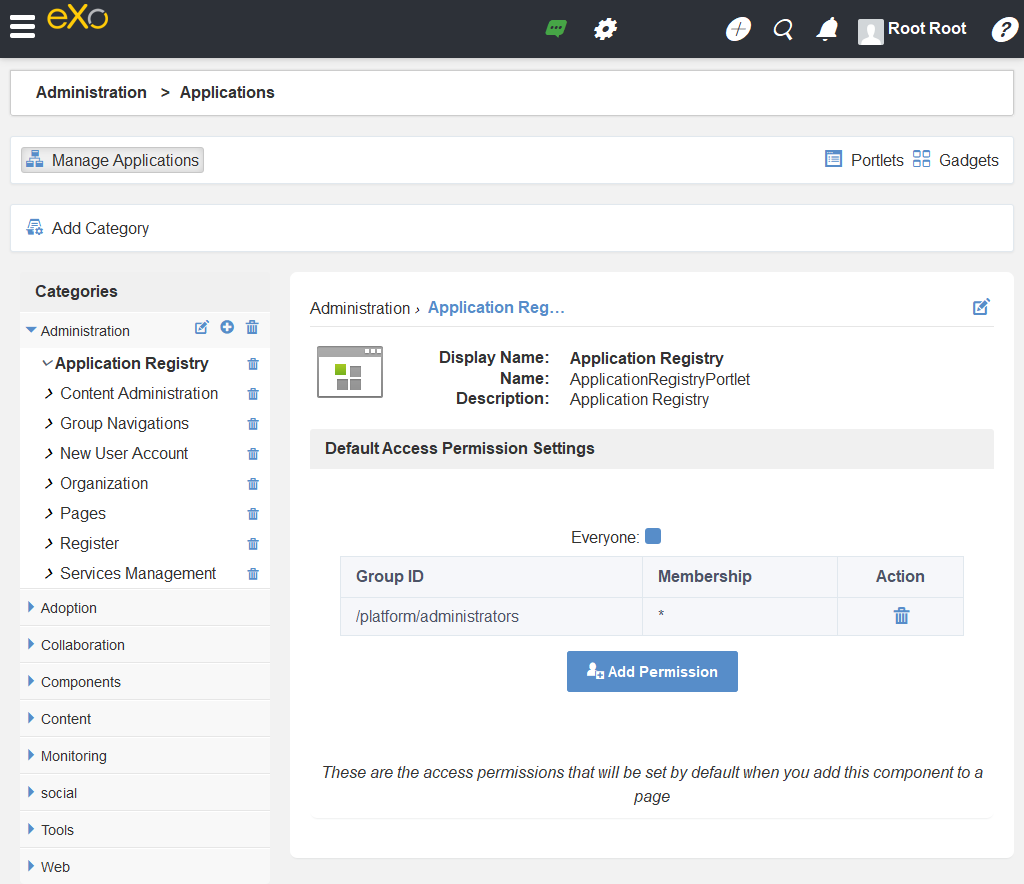 eXo
Root Root
?
Administration > Applications
Manage Applications
Portlets
Gadgets
Add Category
Categories
Administration
Application Registry
Content Administration
Group Navigations
New User Account
Organization
Pages
Register
Services Management
Adoption
Collaboration
Components
Content
Monitoring
social
Tools
Web
Administration › Application Reg...
Display Name: Application Registry
Name: ApplicationRegistryPortlet
Description: Application Registry
Default Access Permission Settings
Everyone:
Group ID Membership Action
/platform/administrators *
Add Permission
These are the access permissions that will be set by default when you add this component to a
page